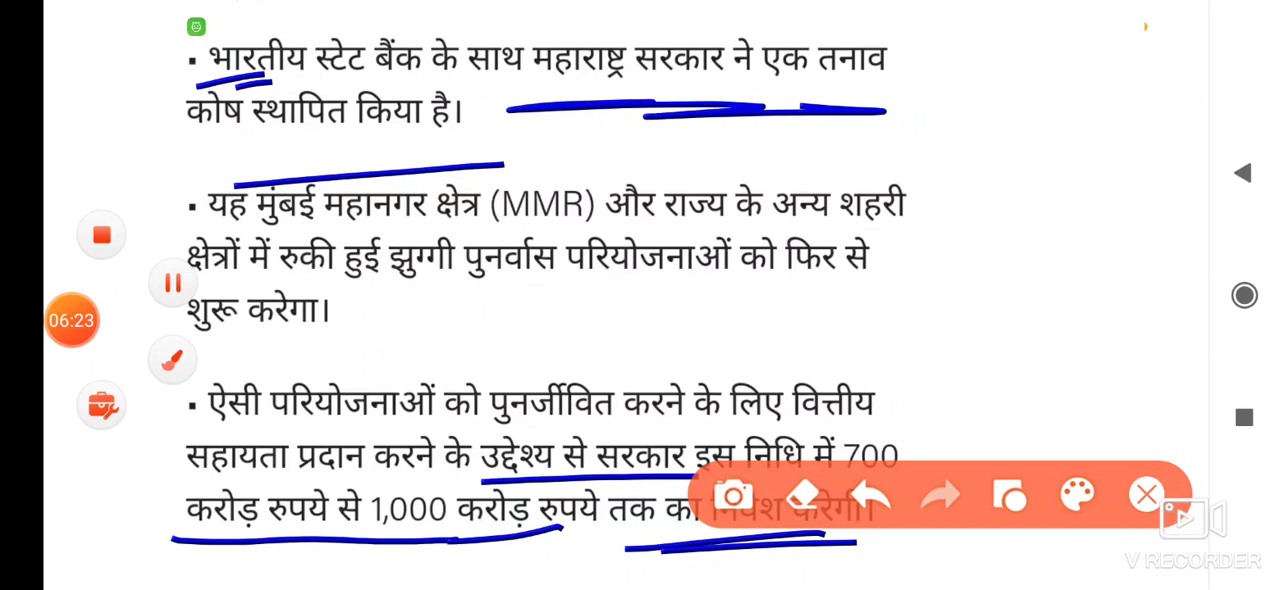 ▪ भारतीय स्टेट बैंक के साथ महाराष्ट्र सरकार ने एक तनाव
कोष स्थापित किया है।
▪ यह मुंबई महानगर क्षेत्र (MMR) और राज्य के अन्य शहरी
क्षेत्रों में रुकी हुई झुग्गी पुनर्वास परियोजनाओं को फिर से
शुरू करेगा।
06:23
▪ ऐसी परियोजनाओं को पुनर्जीवित करने के लिए वित्तीय
सहायता प्रदान करने के उद्देश्य से सरकार इस निधि में 700
करोड़ रुपये से 1,000 करोड़ रुपये तक का निवेश करेगी।
V RECORDER